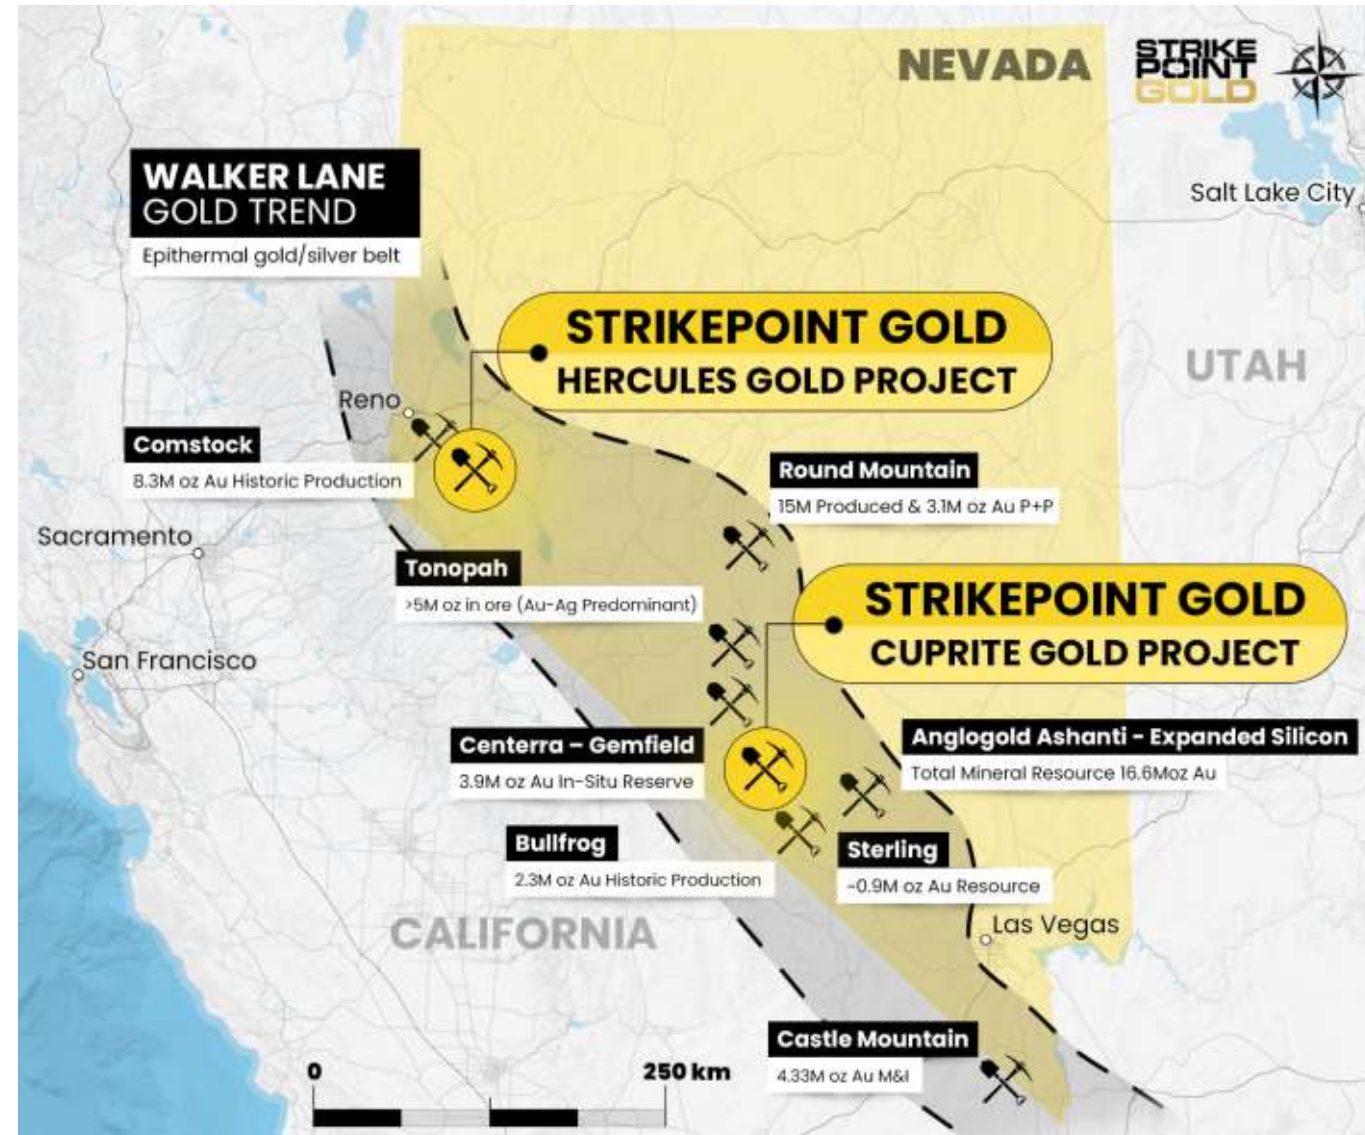 NEVADA
STRIKE
POINT
GOLD
Salt Lake City
WALKER LANE
GOLD TREND
Epithermal gold/silver belt
STRIKEPOINT GOLD
HERCULES GOLD PROJECT
UTAH
Reno
Comstock
8.3M oz Au Historic Production
Round Mountain
15M Produced & 3.1M oz Au P+P
Sacramento
Tonopah
>5M oz in ore (Au-Ag Predominant)
STRIKEPOINT GOLD
CUPRITE GOLD PROJECT
San Francisco
Centerra – Gemfield
3.9M oz Au In-Situ Reserve
Anglogold Ashanti - Expanded Silicon
Total Mineral Resource 16.6Moz Au
Bullfrog
2.3M oz Au Historic Production
Sterling
~0.9M oz Au Resource
CALIFORNIA
Las Vegas
Castle Mountain
4.33M oz Au M&I
0
250 km